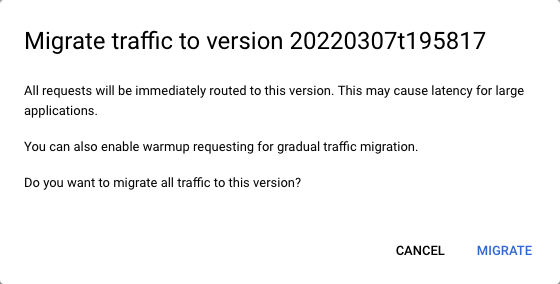 Migrate traffic to version 20220307t195817
All requests will be immediately routed to this version. This may cause latency for large
applications.
You can also enable warmup requesting for gradual traffic migration.
Do you want to migrate all traffic to this version?
CANCEL MIGRATE